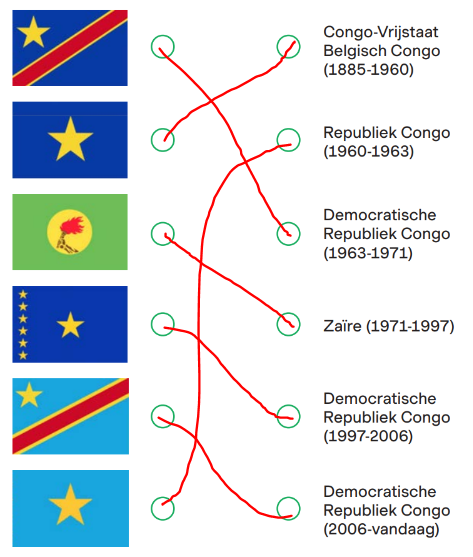 Congo-Vrijstaat
Belgisch Congo
(1885-1960)
Republiek Congo
(1960-1963)
Democratische
Republiek Congo
(1963-1971)
Zaïre (1971-1997)
Democratische
Republiek Congo
(1997-2006)
Democratische
Republiek Congo
(2006-vandaag)